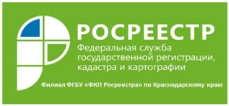 РОСРЕЕСТР
Федеральная служба
государственной регистрации,
кадастра и картографии
Филиал ФГБУ «ФКП Росреестра» по Краснодарскому краю